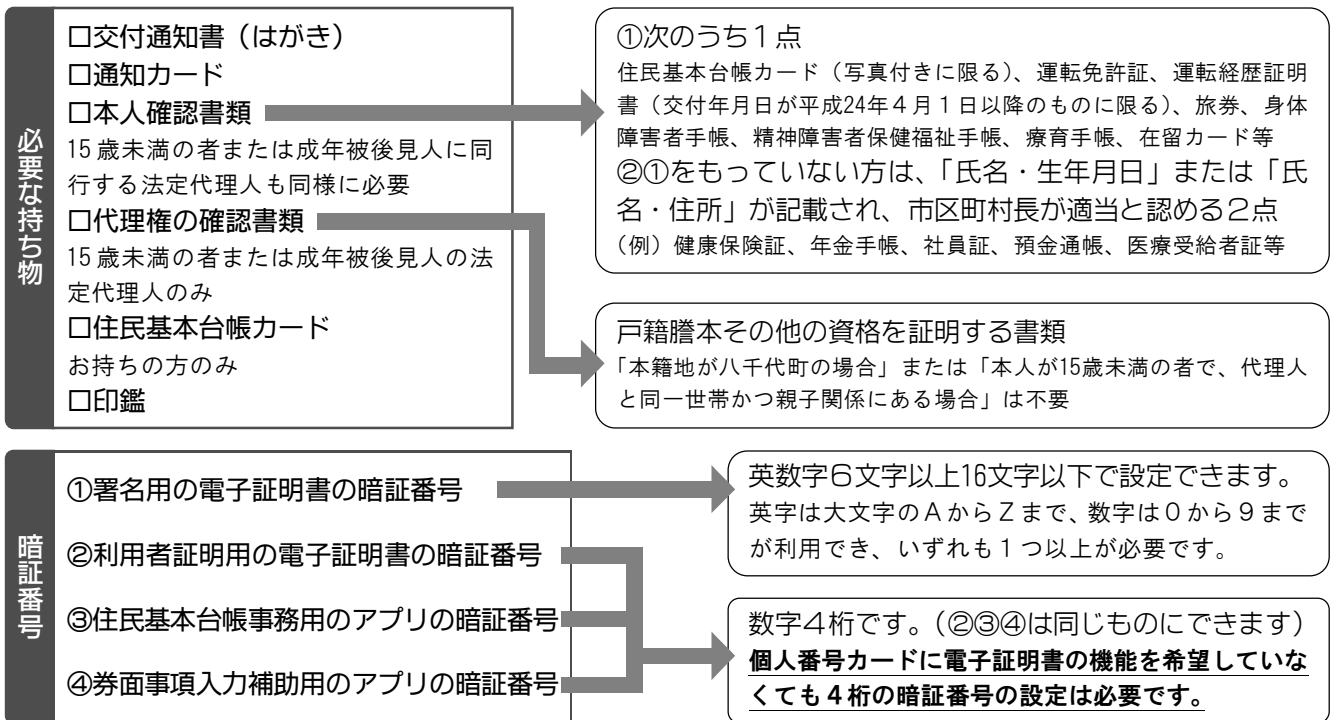 必要な持ち物
□交付通知書（はがき）
□通知カード
□本人確認書類
15歳未満の者または成年被後見人に同
行する法定代理人も同様に必要
□代理権の確認書類
15歳未満の者または成年被後見人の法
定代理人のみ
□住民基本台帳カード
お持ちの方のみ
□印鑑
①次のうち１点
住民基本台帳カード（写真付きに限る）、運転免許証、運転経歴証明
書（交付年月日が平成24年４月１日以降のものに限る）、旅券、身体
障害者手帳、精神障害者保健福祉手帳、療育手帳、在留カード等
②①をもっていない方は、「氏名・生年月日」または「氏
名・住所」が記載され、市区町村長が適当と認める２点
（例）健康保険証、年金手帳、社員証、預金通帳、医療受給者証等
戸籍謄本その他の資格を証明する書類
「本籍地が八千代町の場合」または「本人が15歳未満の者で、代理人
と同一世帯かつ親子関係にある場合」は不要
暗証番号
①署名用の電子証明書の暗証番号
②利用者証明用の電子証明書の暗証番号
③住民基本台帳事務用のアプリの暗証番号
④券面事項入力補助用のアプリの暗証番号
英数字６文字以上16文字以下で設定できます。
英字は大文字のＡからＺまで、数字は０から９まで
が利用でき、いずれも１つ以上が必要です。
数字４桁です。（②③④は同じものにできます）
個人番号カードに電子証明書の機能を希望していな
くても４桁の暗証番号の設定は必要です。